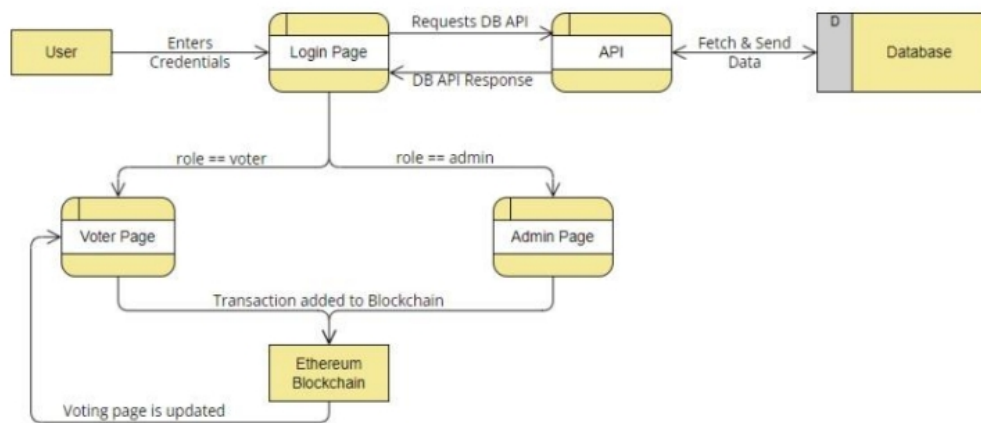 Requests DB API
D
User
Enters
Credentials
Login Page
API
Fetch & Send
Data
Database
DB API Response
role == voter
role == admin
Voter Page
Admin Page
Transaction added to Blockchain
Ethereum
Blockchain
Voting page is updated